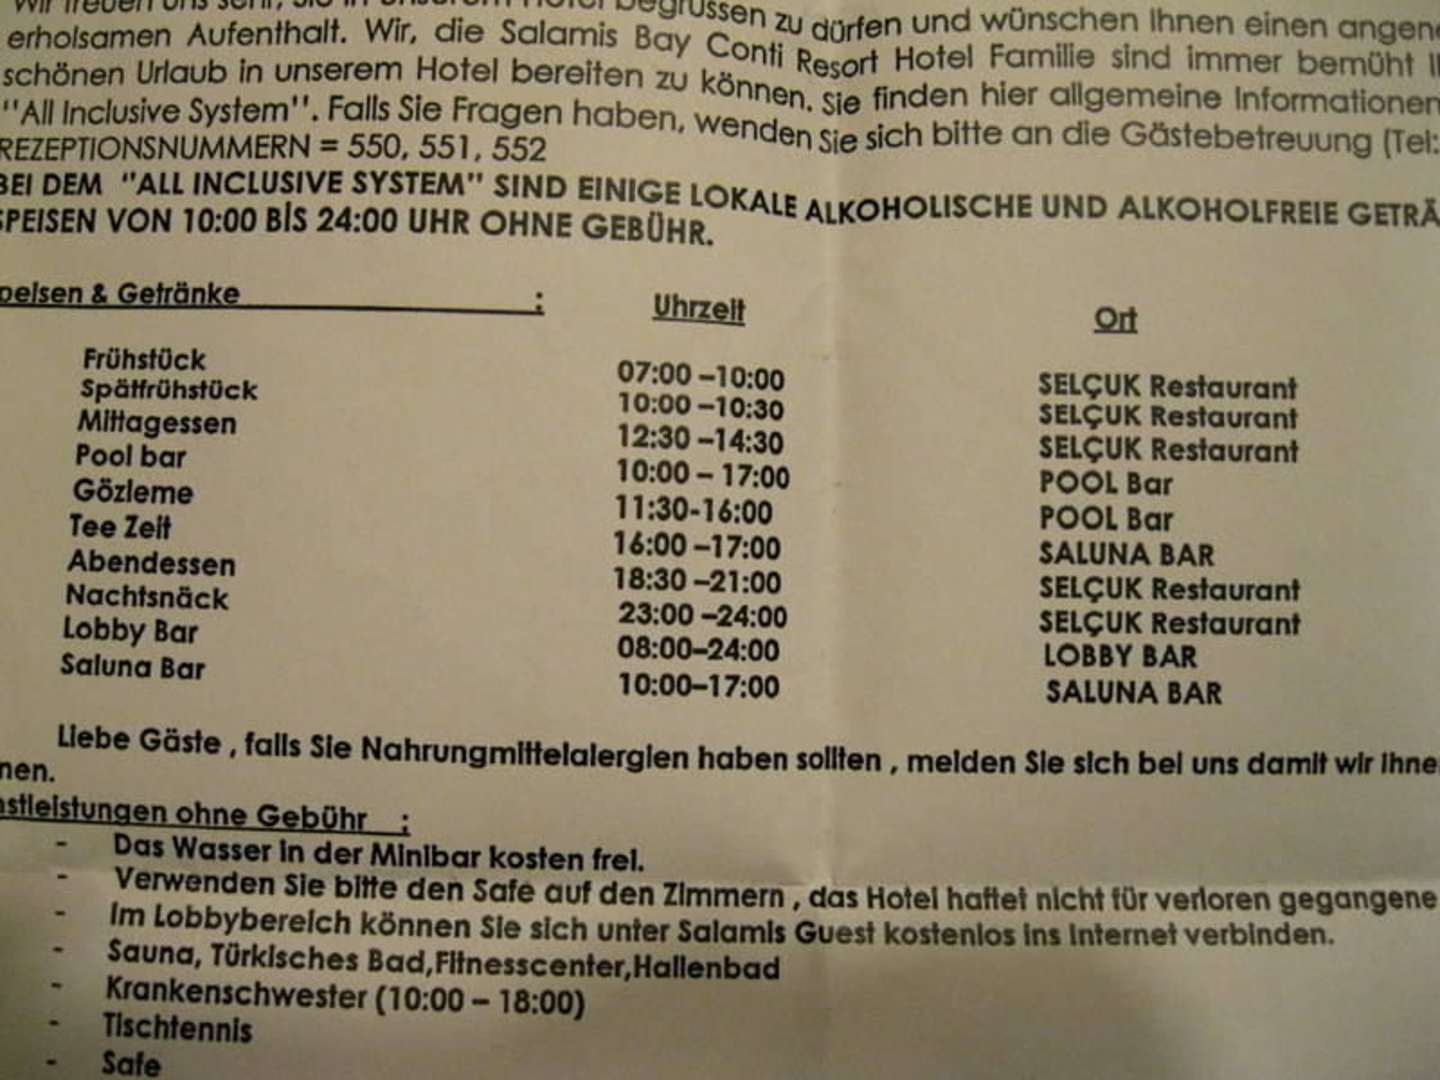 Wir freuen uns sehr, Sie in unserem Hotel begrüssen zu dürfen und wünschen Ihnen einen
erholsamen Aufenthalt. Wir, die Salamis Bay Conti Resort Hotel Familie sind immer bemüht
schönen Urlaub in unserem Hotel bereiten zu können. Sie finden hier allgemeine Informationen
''All Inclusive System''. Falls Sie Fragen haben, wenden Sie sich bitte an die Gästebetreuung (Tel:
REZEPTIONSNUMMERN = 550, 551, 552
BEI DEM ''ALL INCLUSIVE SYSTEM'' SIND EINIGE LOKALE ALKOHOLISCHE UND ALKOHOLFREIE GETRÄ
SPEISEN VON 10:00 BİS 24:00 UHR OHNE GEBÜHR.
peisen & Getränke : Uhrzeit Ort
Frühstück 07:00 –10:00 SELÇUK Restaurant
Spätfrühstück 10:00 –10:30 SELÇUK Restaurant
Mittagessen 12:30 –14:30 SELÇUK Restaurant
Pool bar 10:00 – 17:00 POOL Bar
Gözleme 11:30-16:00 POOL Bar
Tee Zeit 16:00 –17:00 SALUNA BAR
Abendessen 18:30 –21:00 SELÇUK Restaurant
Nachtsnäck 23:00 –24:00 SELÇUK Restaurant
Lobby Bar 08:00–24:00 LOBBY BAR
Saluna Bar 10:00–17:00 SALUNA BAR
Liebe Gäste , falls Sie Nahrungmittelalergien haben sollten , melden Sie sich bei uns damit wir Ihne
nen.
nstleistungen ohne Gebühr :
- Das Wasser in der Minibar kosten frei.
- Verwenden Sie bitte den Safe auf den Zimmern , das Hotel haftet nicht für verloren gegangene
- Im Lobbybereich können Sie sich unter Salamis Guest kostenlos ins Internet verbinden.
- Sauna, Türkisches Bad,Fitnesscenter,Hallenbad
- Krankenschwester (10:00 – 18:00)
- Tischtennis
- Safe